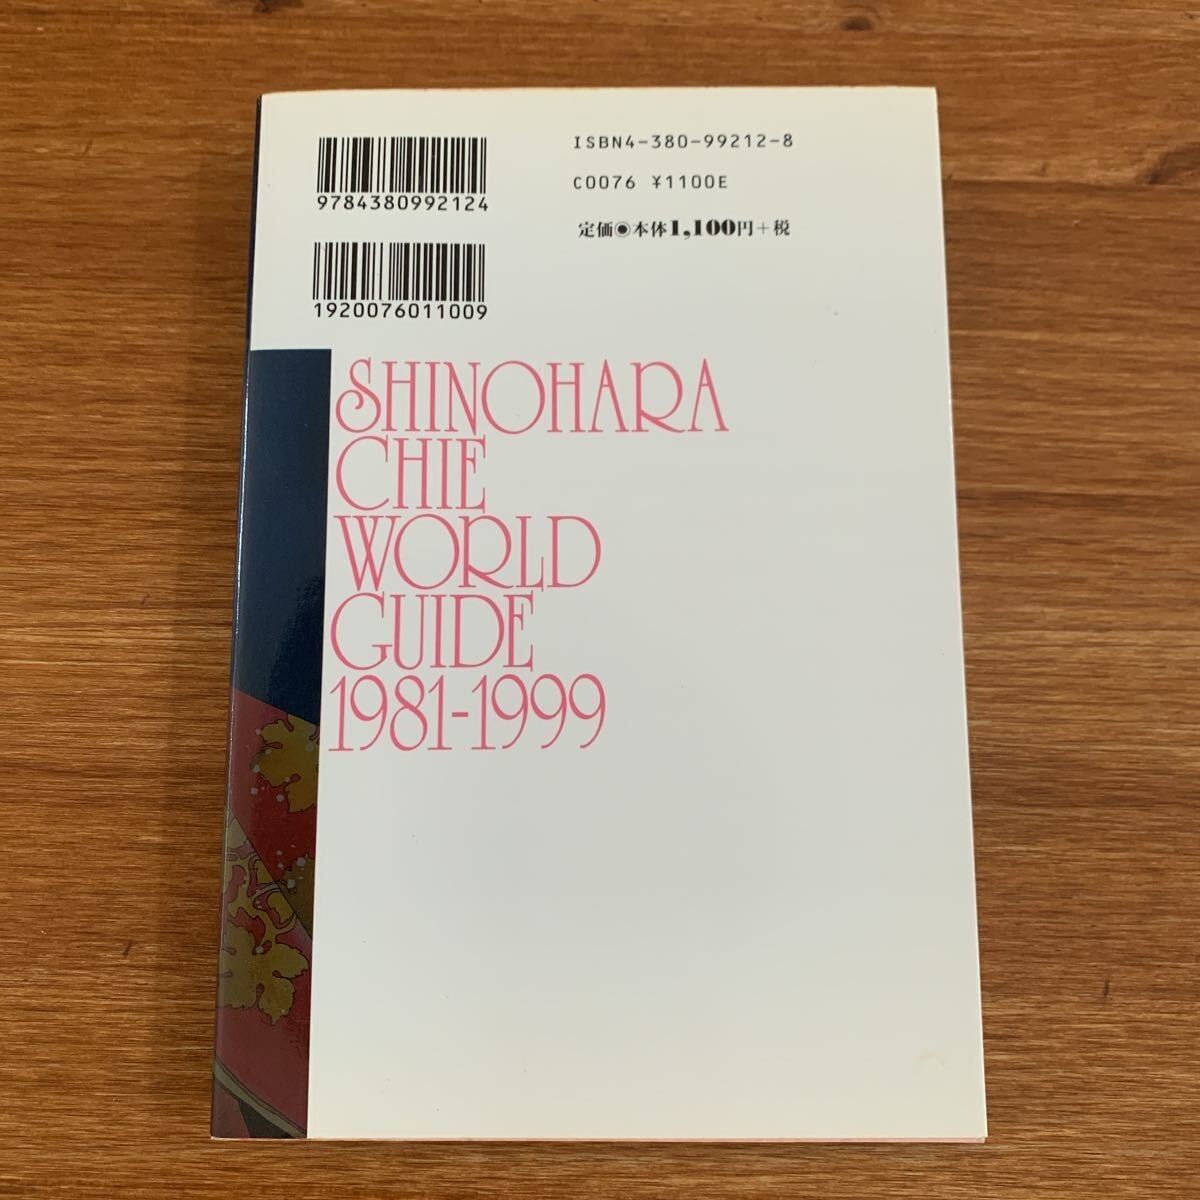 9784380992124
1920076011009
ISBN4-380-99212-8
C0076 ¥1100E
定価◉本体1,100円+税
SHINOHARA
CHIE
WORLD
GUIDE
1981-1999